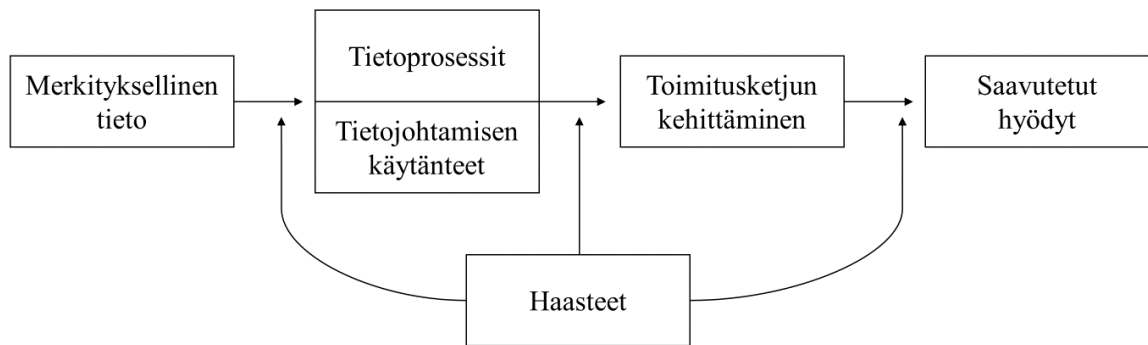 Merkityksellinen
tieto
Tietoprosessit
Tietojohtamisen
käytänteet
Toimitusketjun
kehittäminen
Saavutetut
hyödyt
Haasteet